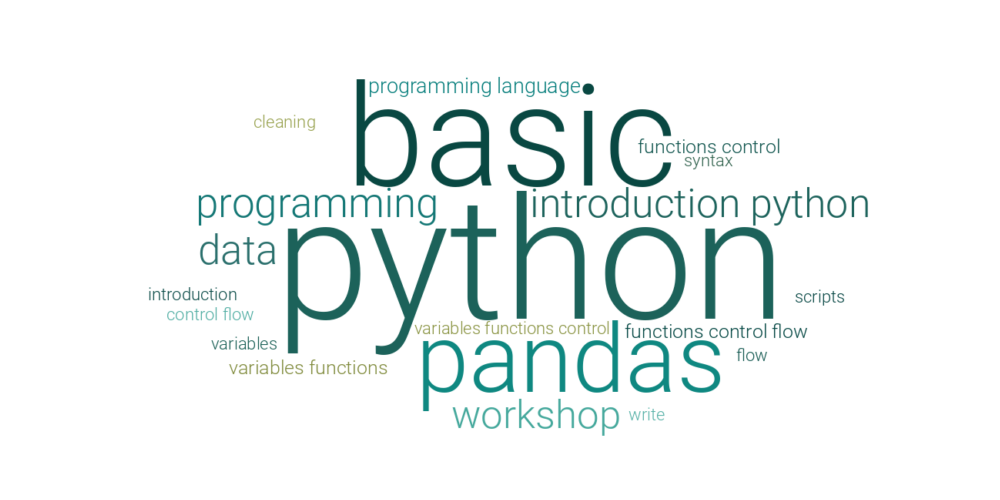 programming language
basic
cleaning
functions control
syntax
programming
introduction python
data
python
introduction
scripts
control flow
variables functions control
functions control flow
variables
pandas
flow
variables functions
workshop
write